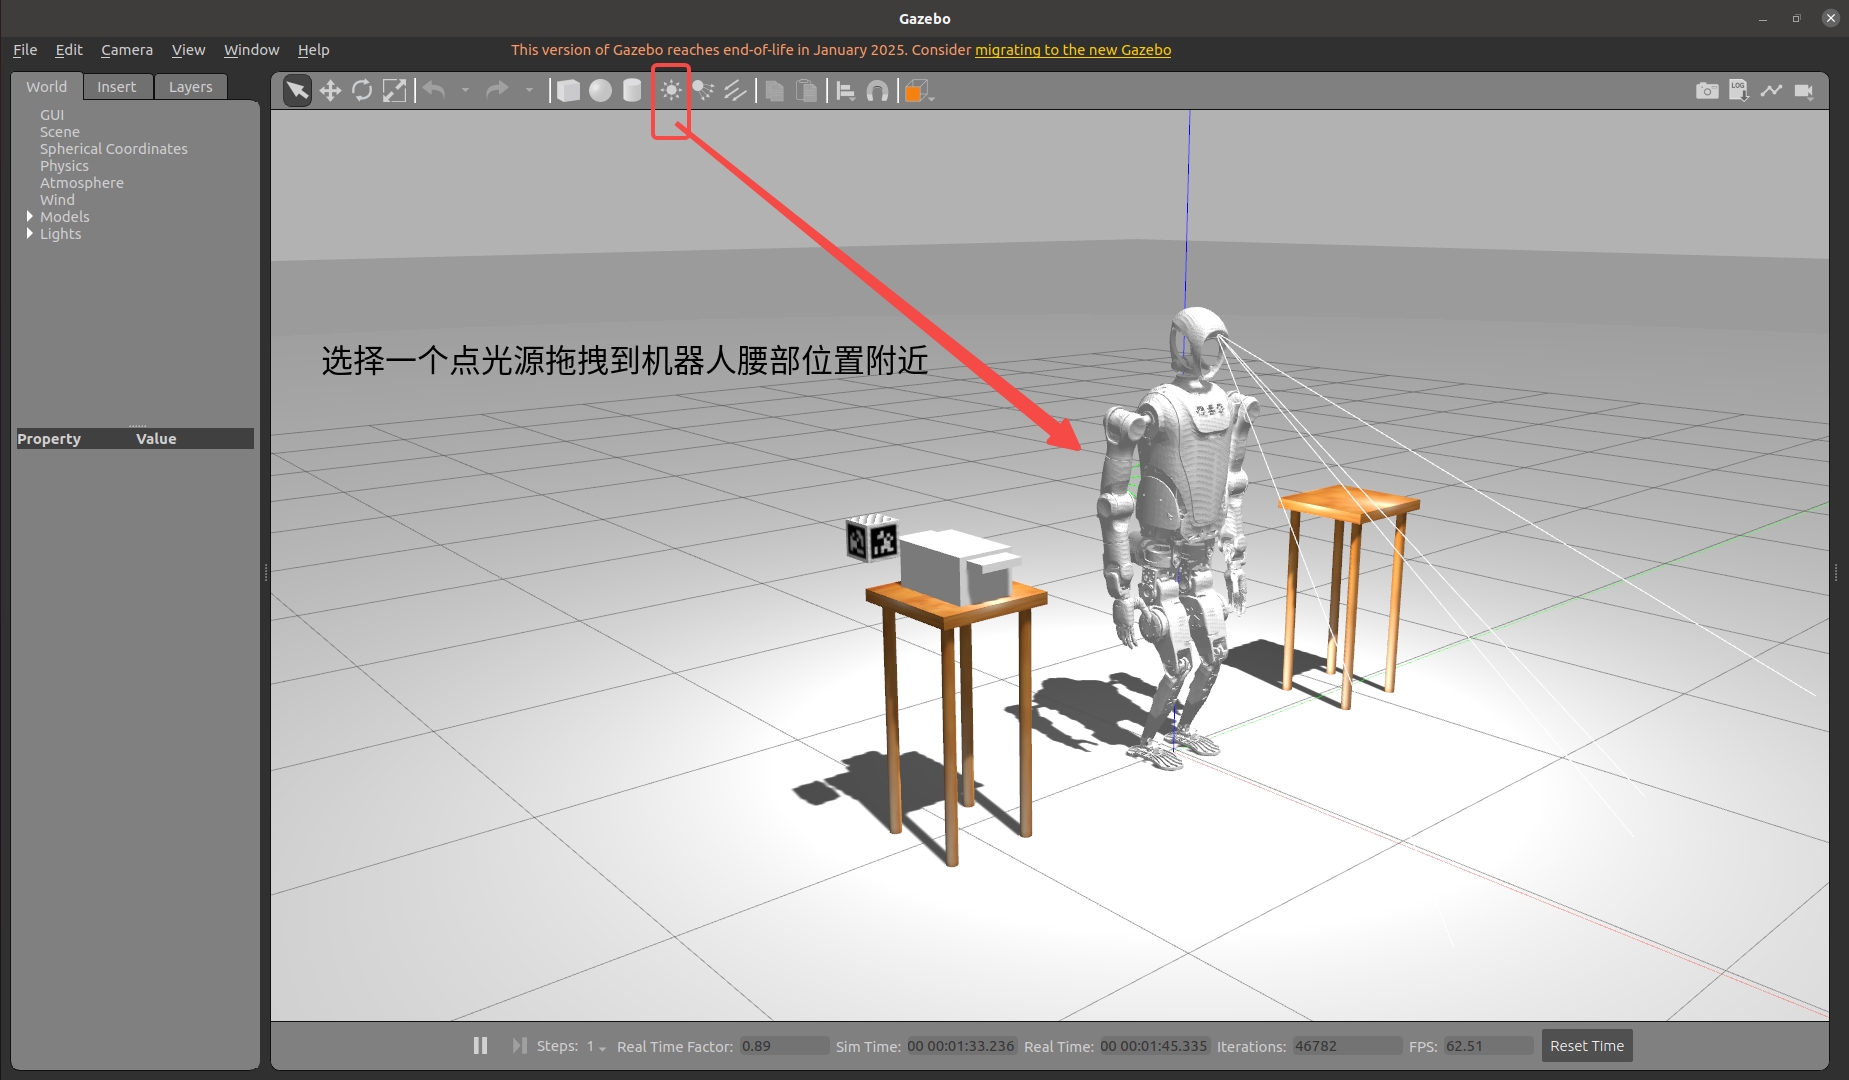 Gazebo
File Edit Camera View Window Help
This version of Gazebo reaches end-of-life in January 2025. Consider migrating to the new Gazebo
World Insert Layers
LOG
GUI
Scene
Spherical Coordinates
Physics
Atmosphere
Wind
Models
Lights
选择一个点光源拖拽到机器人腰部位置附近
Property Value
Steps: 1 Real Time Factor: 0.89 Sim Time: 00 00:01:33.236 Real Time: 00 00:01:45.335 Iterations: 46782 FPS: 62.51 Reset Time